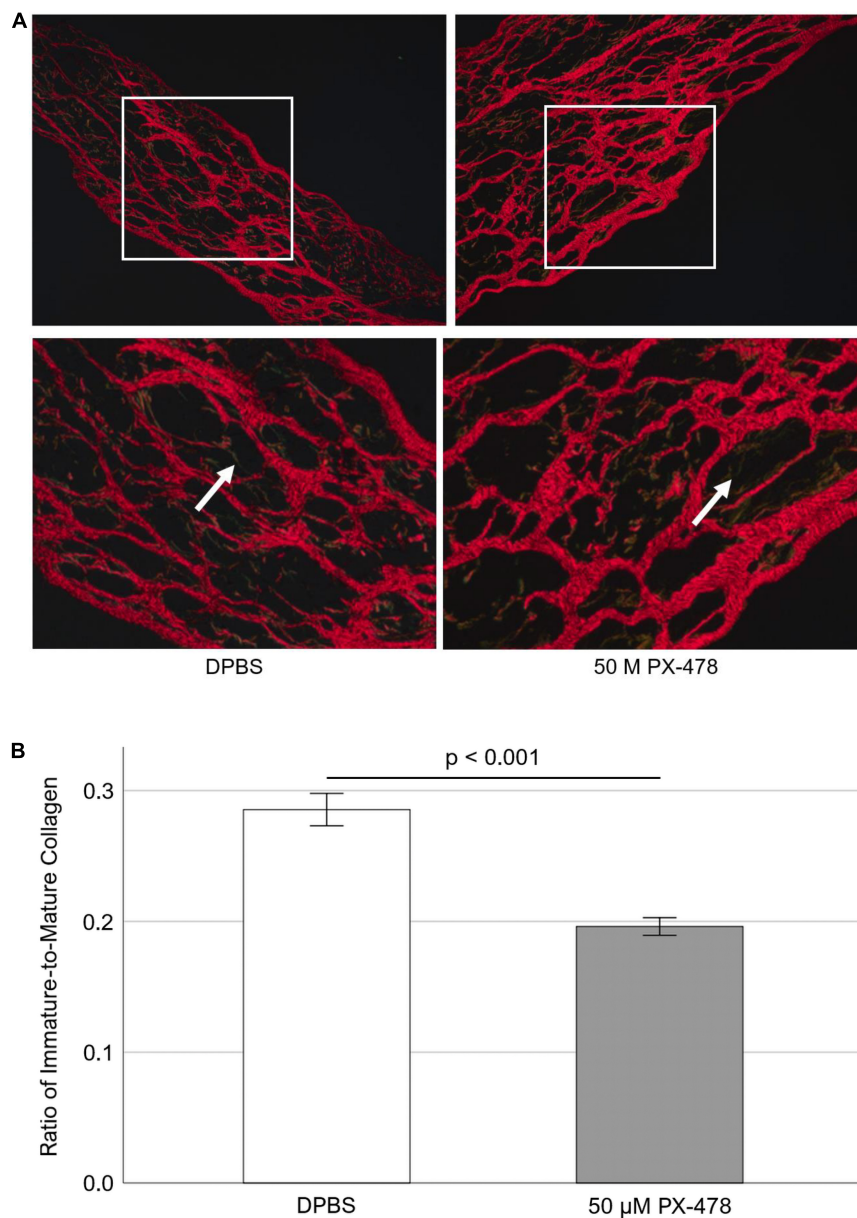 A
DPBS
50 M PX-478
B
p < 0.001
Ratio of Immature-to-Mature Collagen
0.3
0.2
0.1
0.0
DPBS
50 µM PX-478